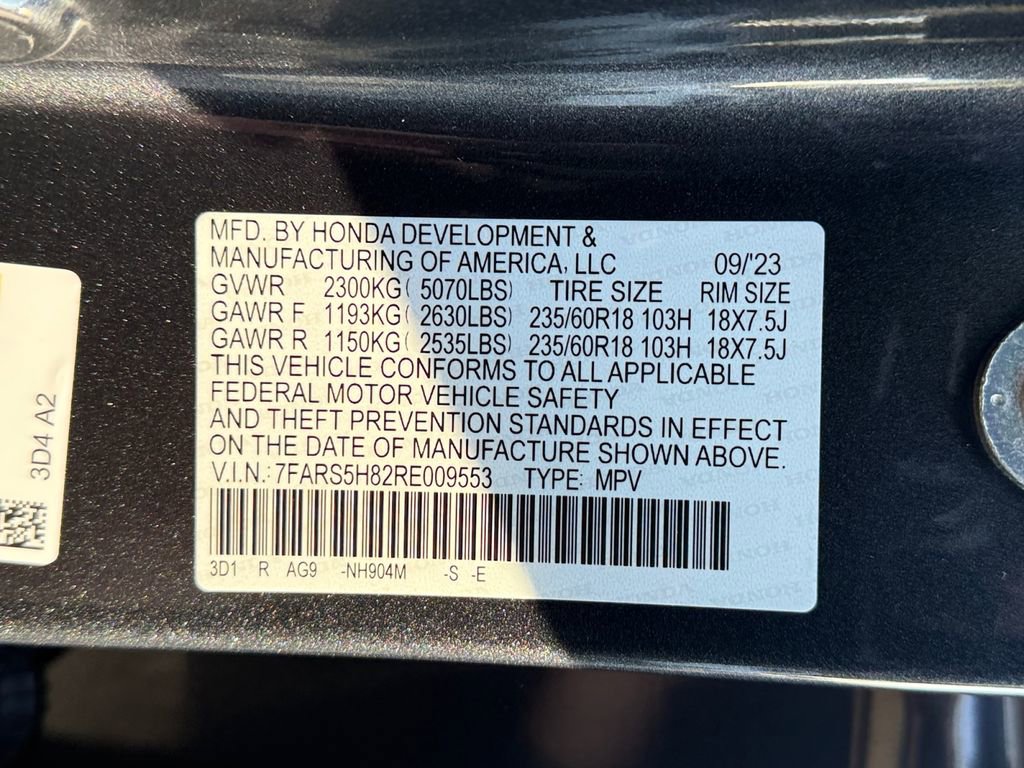 MFD. BY HONDA DEVELOPMENT &
MANUFACTURING OF AMERICA, LLC 09/'23
GVWR 2300KG( 5070LBS) TIRE SIZE RIM SIZE
GAWR F 1193KG( 2630LBS) 235/60R18 103H 18X7.5J
GAWR R 1150KG( 2535LBS) 235/60R18 103H 18X7.5J
THIS VEHICLE CONFORMS TO ALL APPLICABLE
FEDERAL MOTOR VEHICLE SAFETY
AND THEFT PREVENTION STANDARDS IN EFFECT
ON THE DATE OF MANUFACTURE SHOWN ABOVE.
V.I.N.: 7FARS5H82RE009553 TYPE: MPV
3D1 R AG9 -NH904M -S -E
3D4 A2